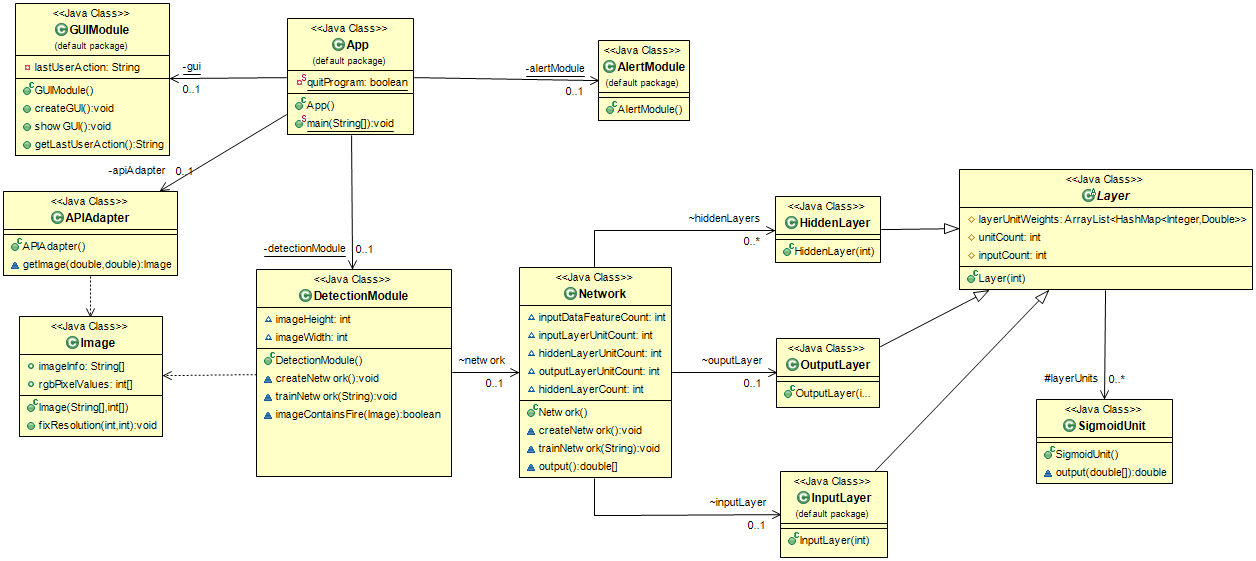 <<Java Class>>
GUIModule
(default package)
lastUserAction: String
GUIModule()
createGUI():void
show GUI():void
getLastUserAction():String
-gui
0..1
<<Java Class>>
App
(default package)
quitProgram: boolean
App()
main(String[]):void
-alertModule
0..1
<<Java Class>>
AlertModule
(default package)
AlertModule()
-apiAdapter
0..1
<<Java Class>>
APIAdapter
APIAdapter()
getImage(double,double):Image
-detectionModule
0..1
<<Java Class>>
Image
imageInfo: String[]
rgbPixelValues: int[]
Image(String[],int[])
fixResolution(int,int):void
<<Java Class>>
DetectionModule
imageHeight: int
imageWidth: int
DetectionModule()
createNetw ork():void
trainNetw ork(String):void
imageContainsFire(Image):boolean
~netw ork
0..1
<<Java Class>>
Network
inputDataFeatureCount: int
inputLayerUnitCount: int
hiddenLayerUnitCount: int
outputLayerUnitCount: int
hiddenLayerCount: int
Netw ork()
createNetw ork():void
trainNetw ork(String):void
output():double[]
~hiddenLayers
0..*
<<Java Class>>
HiddenLayer
HiddenLayer(int)
~ouputLayer
0..1
<<Java Class>>
OutputLayer
OutputLayer(i...
~inputLayer
0..1
<<Java Class>>
InputLayer
(default package)
InputLayer(int)
<<Java Class>>
Layer
layerUnitWeights: ArrayList<HashMap<Integer,Double>>
unitCount: int
inputCount: int
Layer(int)
#layerUnits
0..*
<<Java Class>>
SigmoidUnit
SigmoidUnit()
output(double[]):double